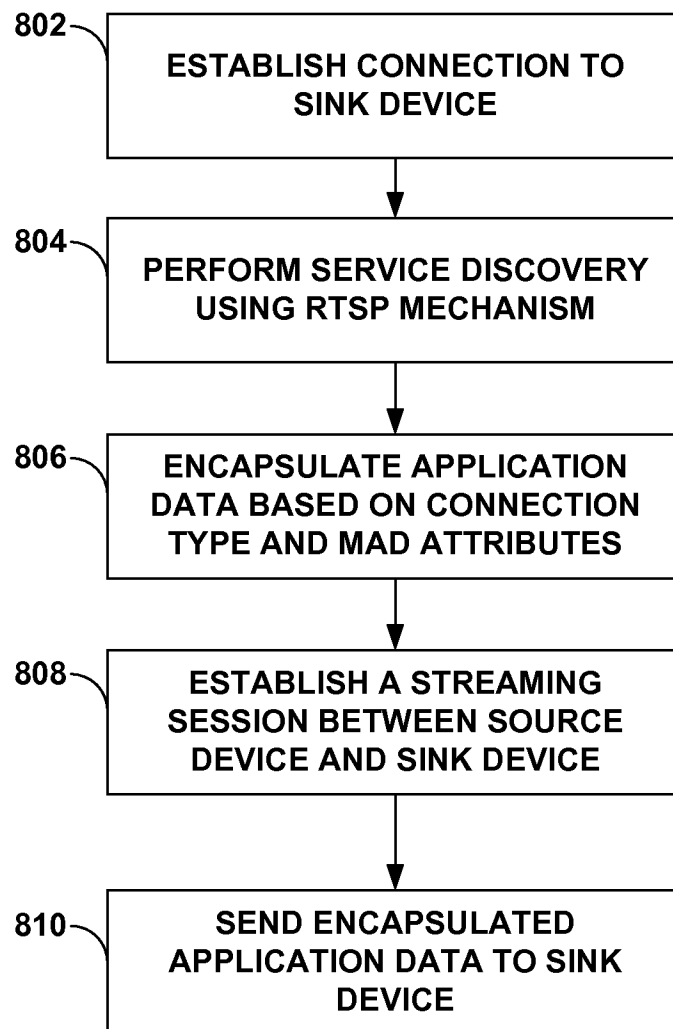 802
ESTABLISH CONNECTION TO
SINK DEVICE
804
PERFORM SERVICE DISCOVERY
USING RTSP MECHANISM
806
ENCAPSULATE APPLICATION
DATA BASED ON CONNECTION
TYPE AND MAD ATTRIBUTES
808
ESTABLISH A STREAMING
SESSION BETWEEN SOURCE
DEVICE AND SINK DEVICE
810
SEND ENCAPSULATED
APPLICATION DATA TO SINK
DEVICE